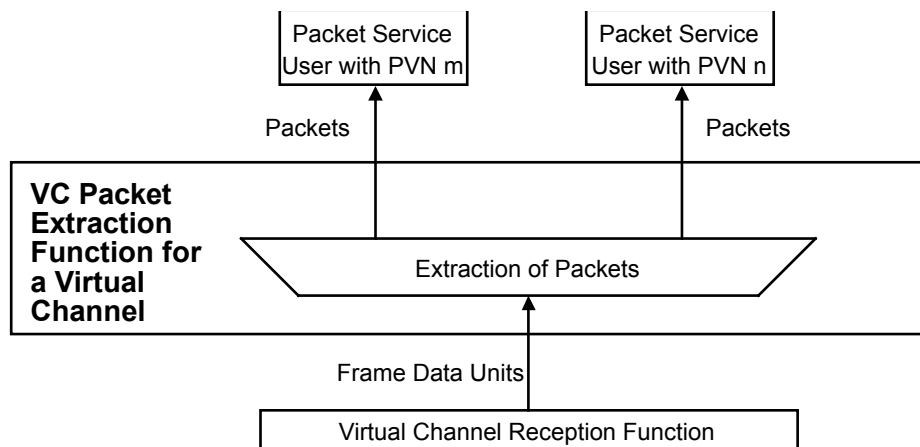 Packet Service
User with PVN m
Packet Service
User with PVN n
Packets
Packets
VC Packet
Extraction
Function for
a Virtual
Channel
Extraction of Packets
Frame Data Units
Virtual Channel Reception Function